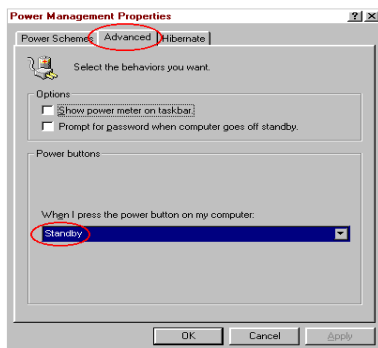 Power Management Properties
Power Schemes Advanced Hibernate
Select the behaviors you want.
Options
Show power meter on taskbar.
Prompt for password when computer goes off standby.
Power buttons
When I press the power button on my computer:
Standby
OK Cancel Apply